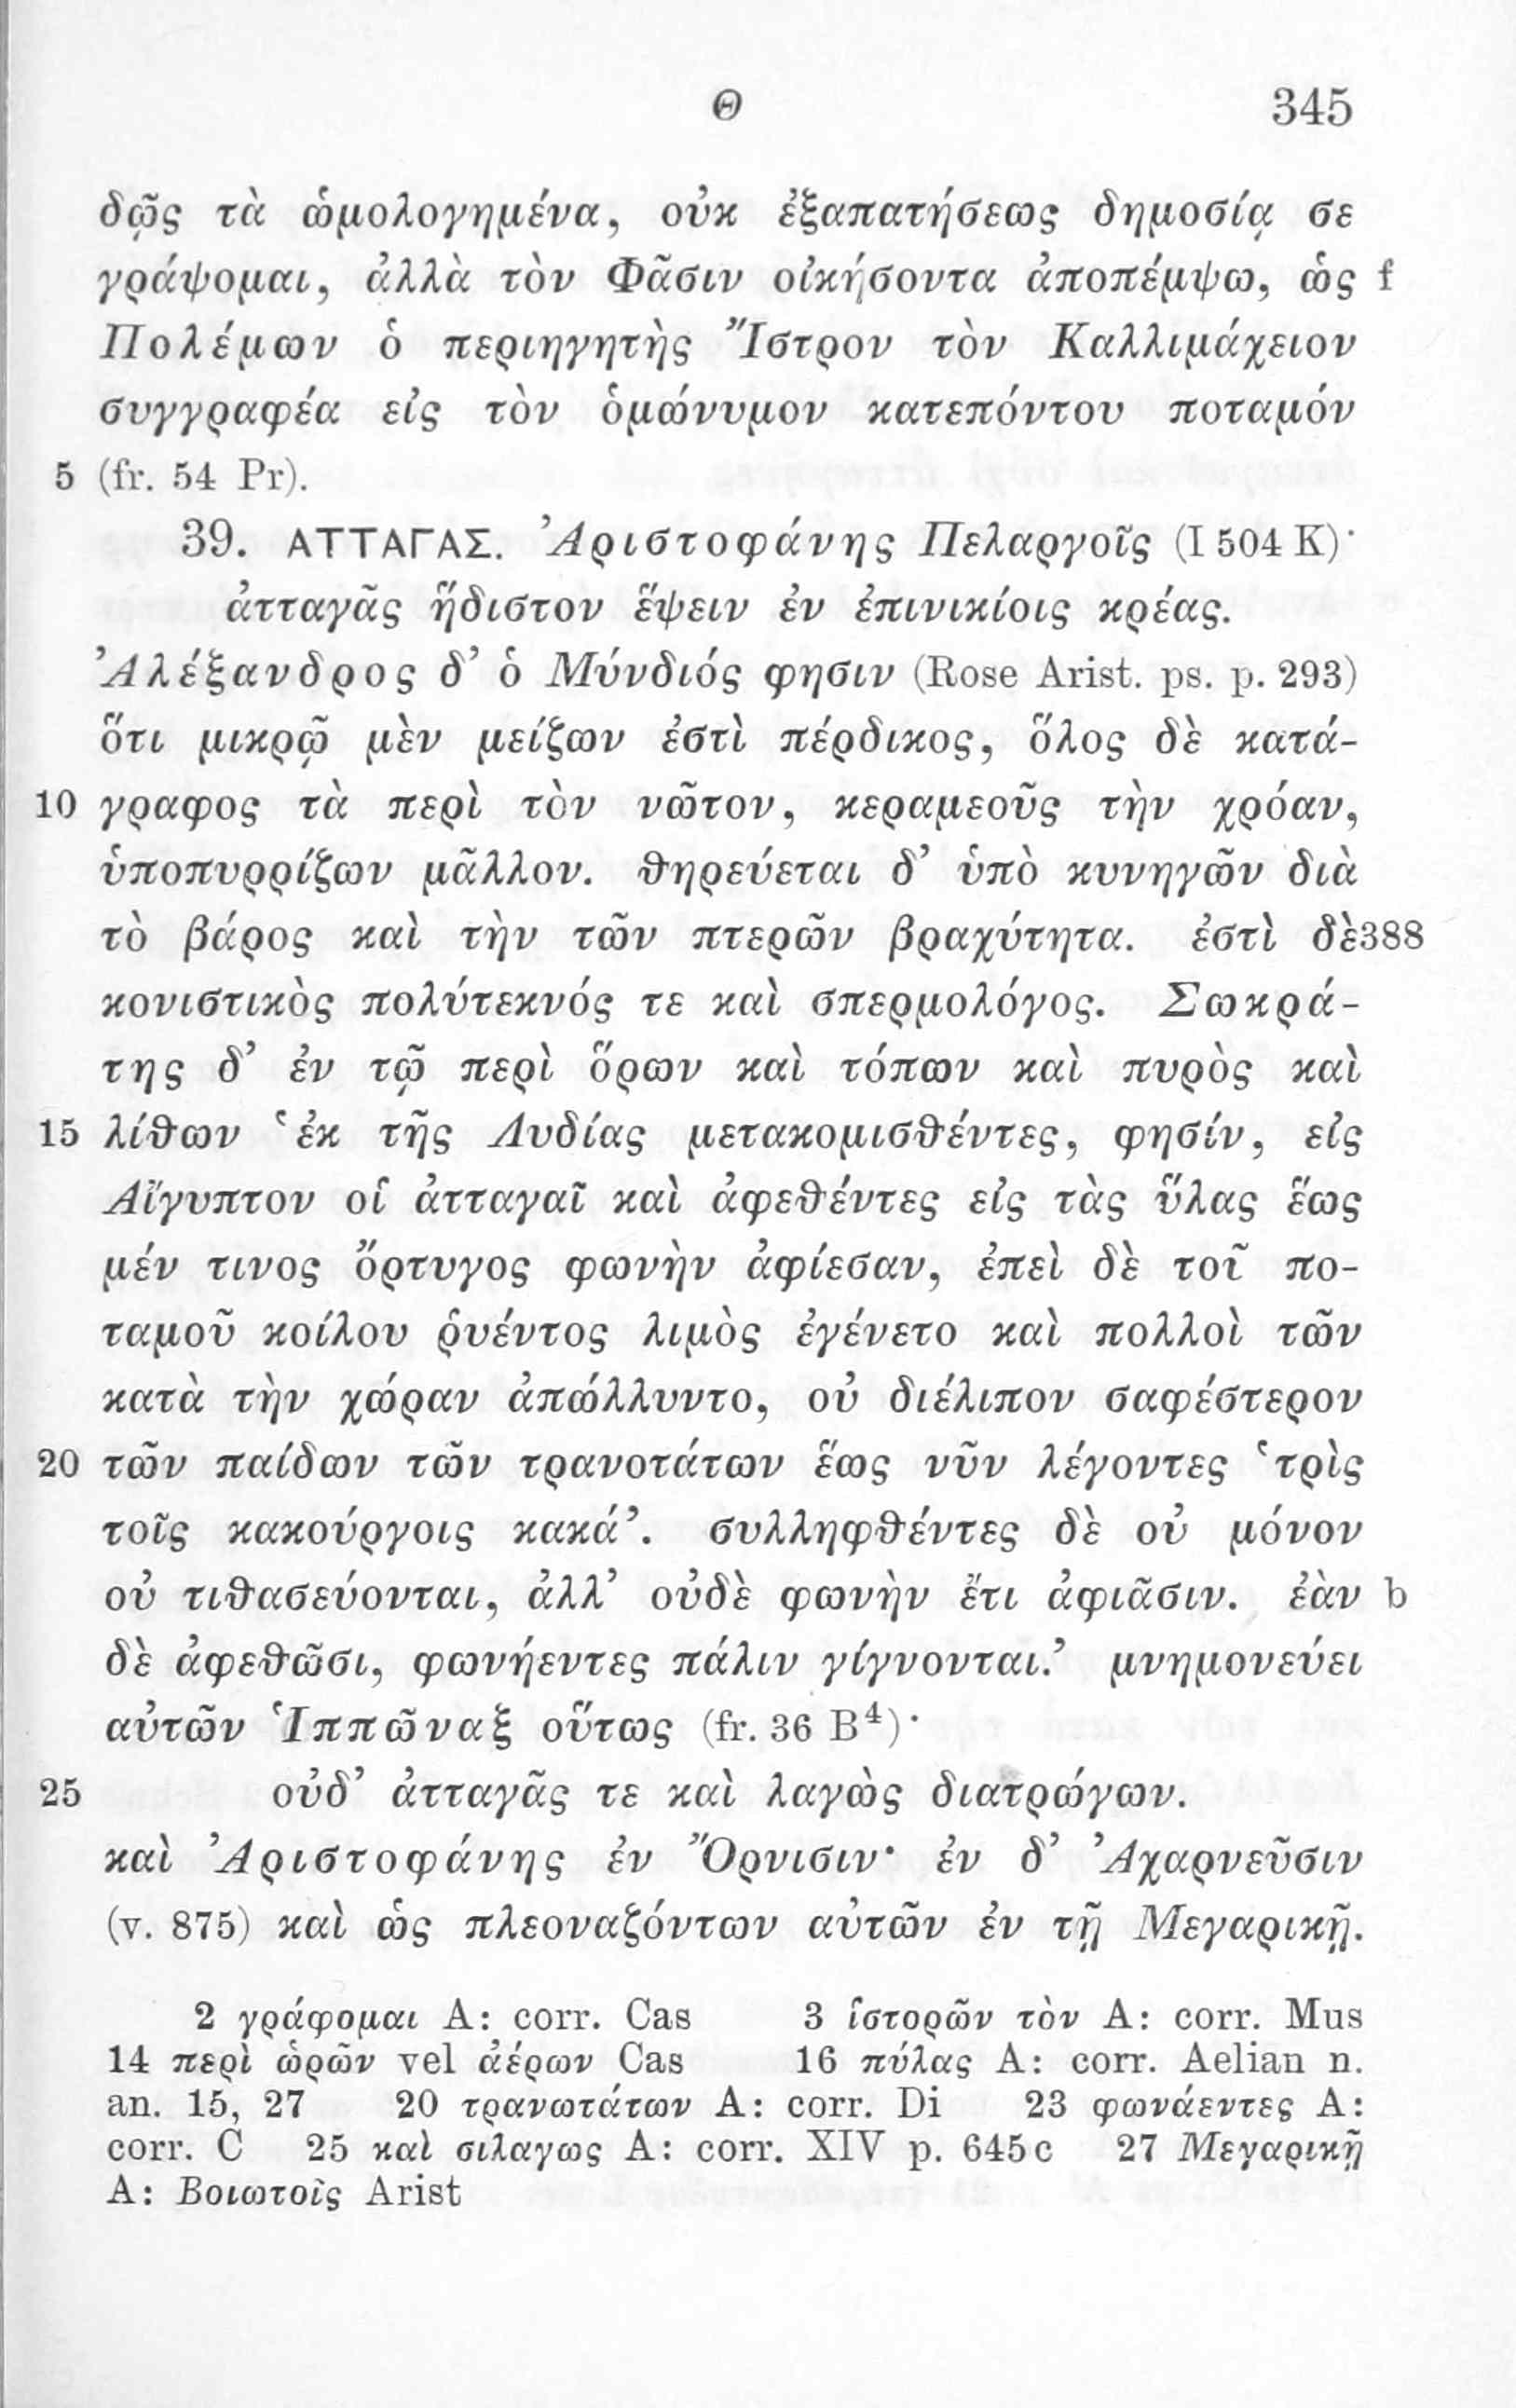 Θ 345
δῷς τὰ ὡμολογημένα, οὐκ ἐξαπατήσεως δημοσίᾳ σε
γράψομαι, ἀλλὰ τὸν Φᾶσιν οἰκήσοντα ἀποπέμψω, ὡς f
Πολέμων ὁ περιηγητὴς Ἴστρον τὸν Καλλιμάχειον
συγγραφέα εἰς τὸν ὁμώνυμον κατεπόντου ποταμόν
5 (fr. 54 Pr).
39. ΑΤΤΑΓΑΣ. Ἀριστοφάνης Πελαργοῖς (I 504 K)·
ἀτταγᾶς ἥδιστον ἕψειν ἐν ἐπινικίοις κρέας.
Ἀλέξανδρος δ’ ὁ Μύνδιός φησιν (Rose Arist. ps. p. 293)
ὅτι μικρῷ μὲν μείζων ἐστὶ πέρδικος, ὅλος δὲ κατά-
10 γραφος τὰ περὶ τὸν νῶτον, κεραμεοῦς τὴν χρόαν,
ὑποπυρρίζων μᾶλλον. θηρεύεται δ’ ὑπὸ κυνηγῶν διὰ
τὸ βάρος καὶ τὴν τῶν πτερῶν βραχύτητα. ἐστὶ δὲ 388
κονιστικὸς πολύτεκνός τε καὶ σπερμολόγος. Σωκρά-
της δ’ ἐν τῷ περὶ ὅρων καὶ τόπων καὶ πυρὸς καὶ
15 λίθων ‘ἐκ τῆς Λυδίας μετακομισθέντες, φησίν, εἰς
Αἴγυπτον οἱ ἀτταγαῖ καὶ ἀφεθέντες εἰς τὰς ὕλας ἕως
μέν τινος ὄρτυγος φωνὴν ἀφίεσαν, ἐπεὶ δὲ τοῖ πο-
ταμοῦ κοίλου ῥυέντος λιμὸς ἐγένετο καὶ πολλοὶ τῶν
κατὰ τὴν χώραν ἀπώλλυντο, οὐ διέλιπον σαφέστερον
20 τῶν παίδων τῶν τρανοτάτων ἕως νῦν λέγοντες ‘τρὶς
τοῖς κακούργοις κακά’. συλληφθέντες δὲ οὐ μόνον
οὐ τιθασεύονται, ἀλλ’ οὐδὲ φωνὴν ἔτι ἀφιᾶσιν. ἐὰν b
δὲ ἀφεθῶσι, φωνήεντες πάλιν γίγνονται.’ μνημονεύει
αὐτῶν Ἱππῶναξ οὕτως (fr. 36 B⁴)·
25 οὐδ’ ἀτταγᾶς τε καὶ λαγὼς διατρώγων.
καὶ Ἀριστοφάνης ἐν Ὄρνισιν· ἐν δ’ Ἀχαρνεῦσιν
(v. 875) καὶ ὡς πλεοναζόντων αὐτῶν ἐν τῇ Μεγαρικῇ.
2 γράφομαι A: corr. Cas 3 ἱστορῶν τὸν A: corr. Mus
14 περὶ ὡρῶν vel ἀέρων Cas 16 πύλας A: corr. Aelian n.
an. 15, 27 20 τρανωτάτων A: corr. Di 23 φωνάεντες A:
corr. C 25 καὶ σιλαγως A: corr. XIV p. 645c 27 Μεγαρικῇ
A: Βοιωτοῖς Arist